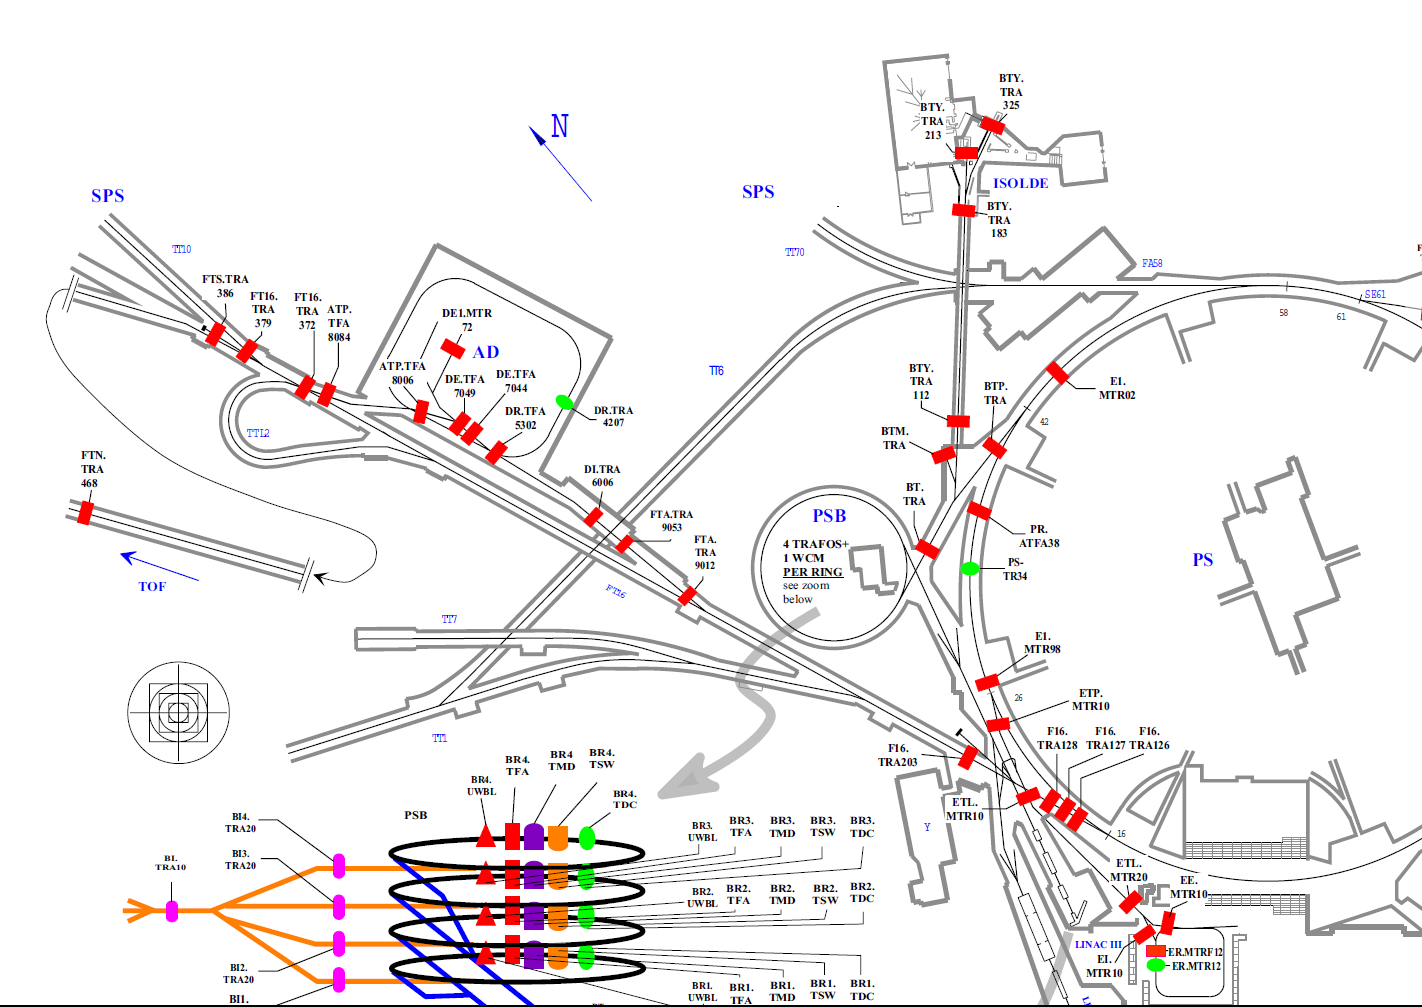 N
SPS
SPS
TT10
TT70
BTY.
TRA
325
BTY.
TRA
213
ISOLDE
BTY.
TRA
183
FA58
SE61
58
61
FTS.TRA
386
FT16.
TRA
379
FT16.
TRA
372
ATP.
TFA
8084
DE1.MTR
72
AD
ATP.TFA
8006
DE.TFA
7049
DE.TFA
7044
DR.TFA
5302
DR.TRA
4207
TT6
BTY.
TRA
112
BTP.
TRA
E1.
MTR02
42
BTM.
TRA
TTL2
FTN.
TRA
468
DI.TRA
6006
FTA.TRA
9053
FTA.
TRA
9012
BT.
TRA
PSB
4 TRAFOS+
1 WCM
PER RING
see zoom
below
PR.
ATFA38
PS-
TR34
PS
TOF
FT16
TT7
E1.
MTR98
26
ETP.
MTR10
TT1
F16.
TRA203
F16.
TRA128
F16.
TRA127
F16.
TRA126
ETL.
MTR10
16
Y
ETL.
MTR20
EE.
MTR10
LINAC III
EI.
MTR10
ER.MTRF12
ER.MTR12
PSB
BR4.
UWBL
BR4.
TFA
BR4
TMD
BR4.
TSW
BR4.
TDC
BI4.
TRA20
BI3.
TRA20
BI.
TRA10
BI2.
TRA20
BI1.
BR3.
UWBL
BR3.
TFA
BR3.
TMD
BR3.
TSW
BR3.
TDC
BR2.
UWBL
BR2.
TFA
BR2.
TMD
BR2.
TSW
BR2.
TDC
BR1.
UWBL
BR1.
TFA
BR1.
TMD
BR1.
TSW
BR1.
TDC